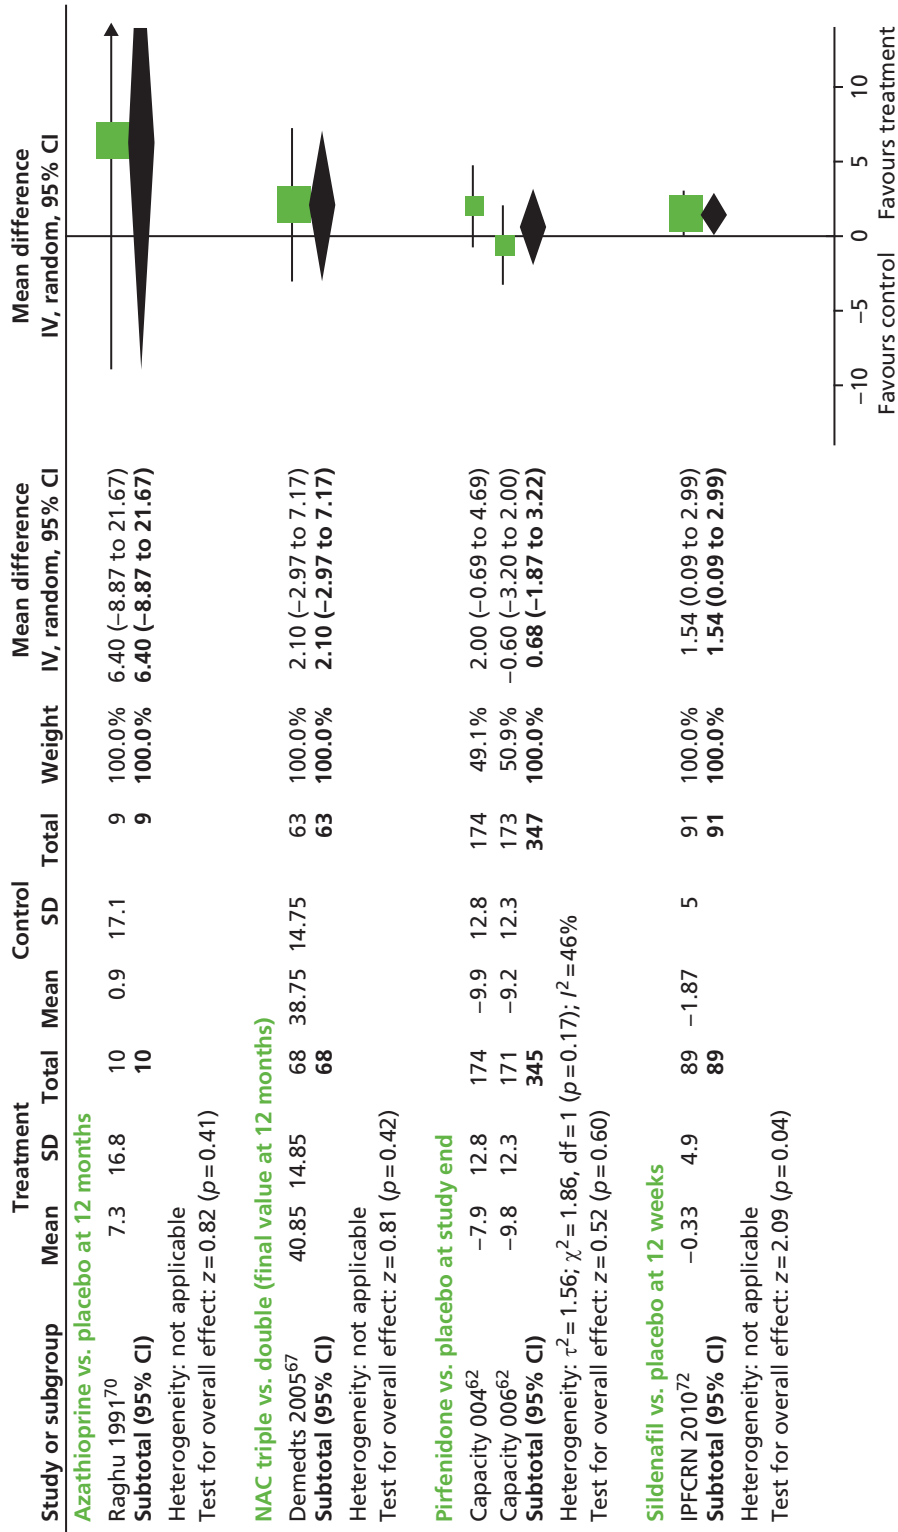 Treatment Control Mean difference Mean difference
Study or subgroup Mean SD Total Mean SD Total Weight IV, random, 95% CI IV, random, 95% CI
Azathioprine vs. placebo at 12 months
Raghu 1991⁷⁰ 7.3 16.8 10 0.9 17.1 9 100.0% 6.40 (−8.87 to 21.67)
Subtotal (95% CI) 10 9 100.0% 6.40 (−8.87 to 21.67)
Heterogeneity: not applicable
Test for overall effect: z=0.82 (p=0.41)
NAC triple vs. double (final value at 12 months)
Demedts 2005⁶⁷ 40.85 14.85 68 38.75 14.75 63 100.0% 2.10 (−2.97 to 7.17)
Subtotal (95% CI) 68 63 100.0% 2.10 (−2.97 to 7.17)
Heterogeneity: not applicable
Test for overall effect: z=0.81 (p=0.42)
Pirfenidone vs. placebo at study end
Capacity 004⁶² −7.9 12.8 174 −9.9 12.8 174 49.1% 2.00 (−0.69 to 4.69)
Capacity 006⁶² −9.8 12.3 171 −9.2 12.3 173 50.9% −0.60 (−3.20 to 2.00)
Subtotal (95% CI) 345 347 100.0% 0.68 (−1.87 to 3.22)
Heterogeneity: τ²=1.56; χ²=1.86, df=1 (p=0.17); I²=46%
Test for overall effect: z=0.52 (p=0.60)
Sildenafil vs. placebo at 12 weeks
IPFCRN 2010⁷² −0.33 4.9 89 −1.87 5 91 100.0% 1.54 (0.09 to 2.99)
Subtotal (95% CI) 89 91 100.0% 1.54 (0.09 to 2.99)
Heterogeneity: not applicable
Test for overall effect: z=2.09 (p=0.04)
−10 −5 0 5 10
Favours control Favours treatment